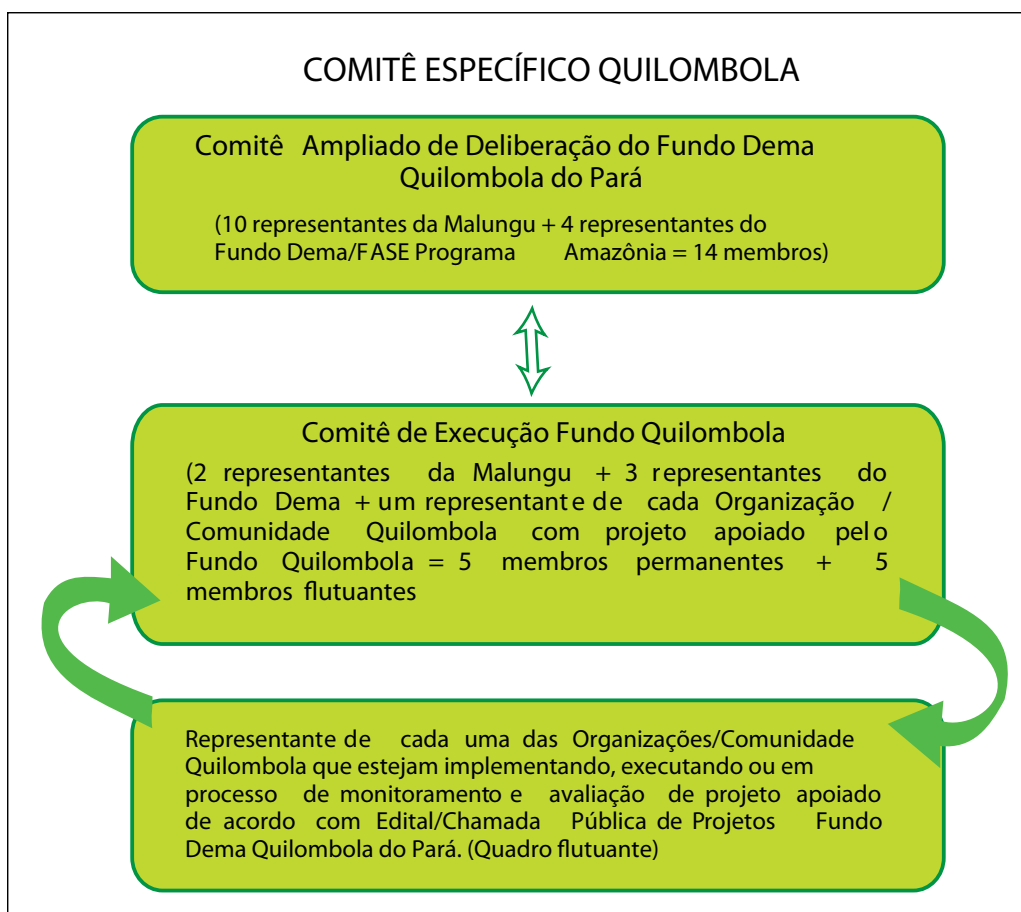 COMITÊ ESPECÍFICO QUILOMBOLA
Comitê Ampliado de Deliberação do Fundo Dema
Quilombola do Pará
(10 representantes da Malungu + 4 representantes do
Fundo Dema/FASE Programa Amazônia = 14 membros)
Comitê de Execução Fundo Quilombola
(2 representantes da Malungu + 3 representantes do
Fundo Dema + um representante de cada Organização /
Comunidade Quilombola com projeto apoiado pelo
Fundo Quilombola = 5 membros permanentes + 5
membros flutuantes
Representante de cada uma das Organizações/Comunidade
Quilombola que estejam implementando, executando ou em
processo de monitoramento e avaliação de projeto apoiado
de acordo com Edital/Chamada Pública de Projetos Fundo
Dema Quilombola do Pará. (Quadro flutuante)